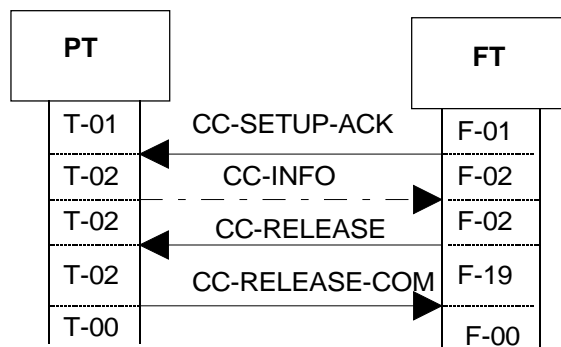 PT FT
T-01 CC-SETUP-ACK F-01
T-02 CC-INFO F-02
T-02 CC-RELEASE F-02
T-02 CC-RELEASE-COM F-19
T-00 F-00